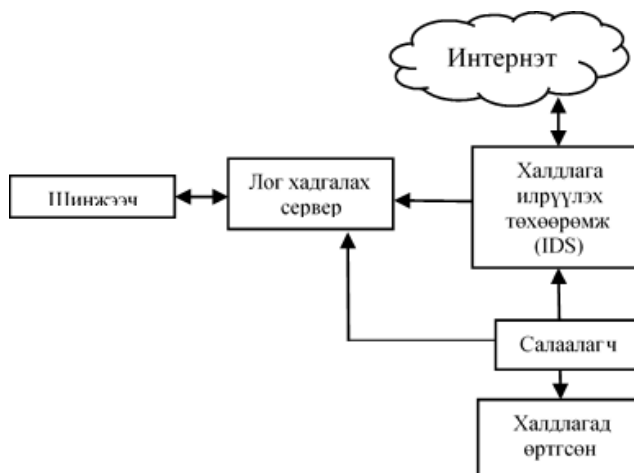 Интернэт
Халдлага
илрүүлэх
төхөөрөмж
(IDS)
Лог хадгалах
сервер
Шинжээч
Салаалагч
Халдлагад
өртгсөн